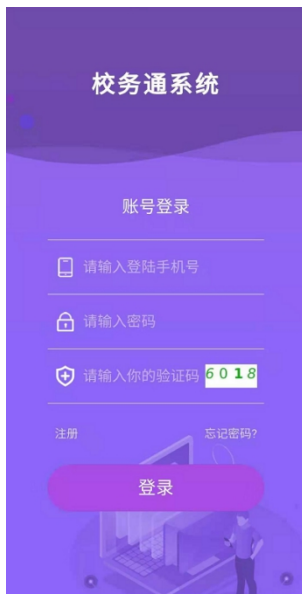 校务通系统
账号登录
请输入登陆手机号
请输入密码
请输入你的验证码 6018
注册 忘记密码?
登录